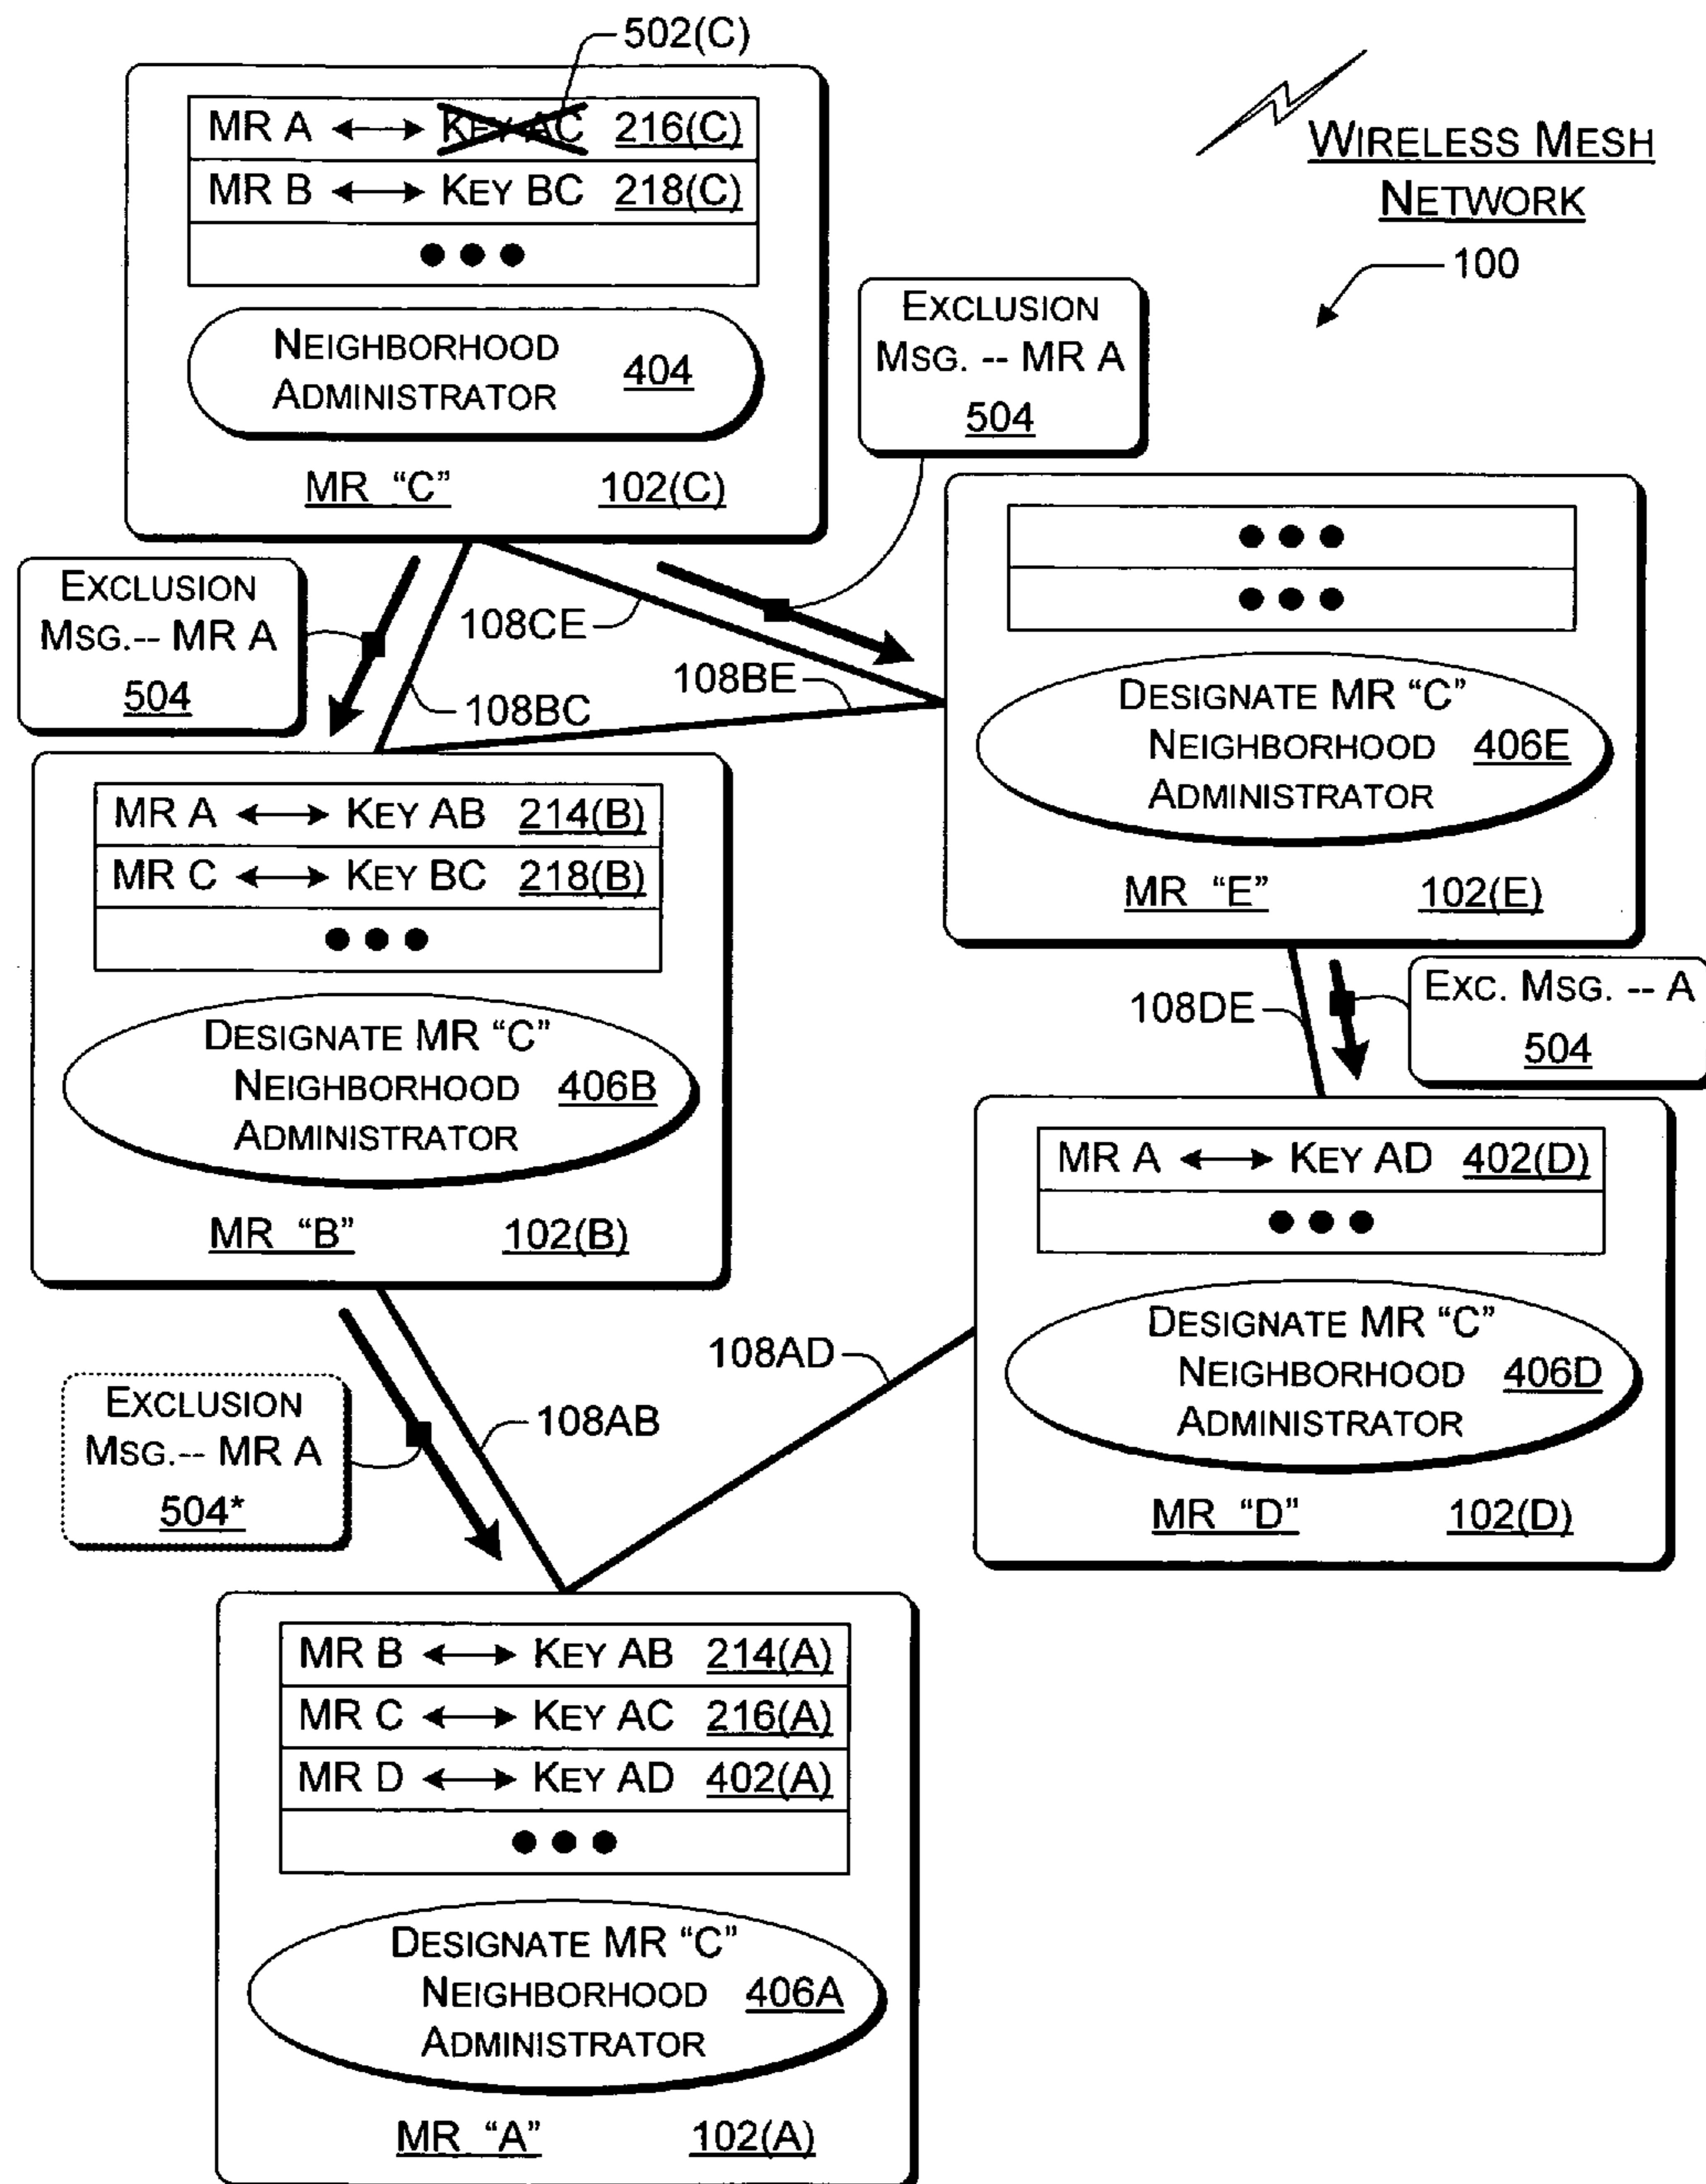 502(C)
MR A ⟷ KEY AC 216(C)
MR B ⟷ KEY BC 218(C)
NEIGHBORHOOD
ADMINISTRATOR
404
MR "C" 102(C)
WIRELESS MESH
NETWORK
100
EXCLUSION
MSG. -- MR A
504
EXCLUSION
MSG.-- MR A
504
108CE
108BC
108BE
DESIGNATE MR "C"
NEIGHBORHOOD 406E
ADMINISTRATOR
MR "E" 102(E)
MR A ⟷ KEY AB 214(B)
MR C ⟷ KEY BC 218(B)
DESIGNATE MR "C"
NEIGHBORHOOD 406B
ADMINISTRATOR
MR "B" 102(B)
108DE
EXC. MSG. -- A
504
MR A ⟷ KEY AD 402(D)
DESIGNATE MR "C"
NEIGHBORHOOD 406D
ADMINISTRATOR
MR "D" 102(D)
108AD
108AB
EXCLUSION
MSG.-- MR A
504*
MR B ⟷ KEY AB 214(A)
MR C ⟷ KEY AC 216(A)
MR D ⟷ KEY AD 402(A)
DESIGNATE MR "C"
NEIGHBORHOOD 406A
ADMINISTRATOR
MR "A" 102(A)